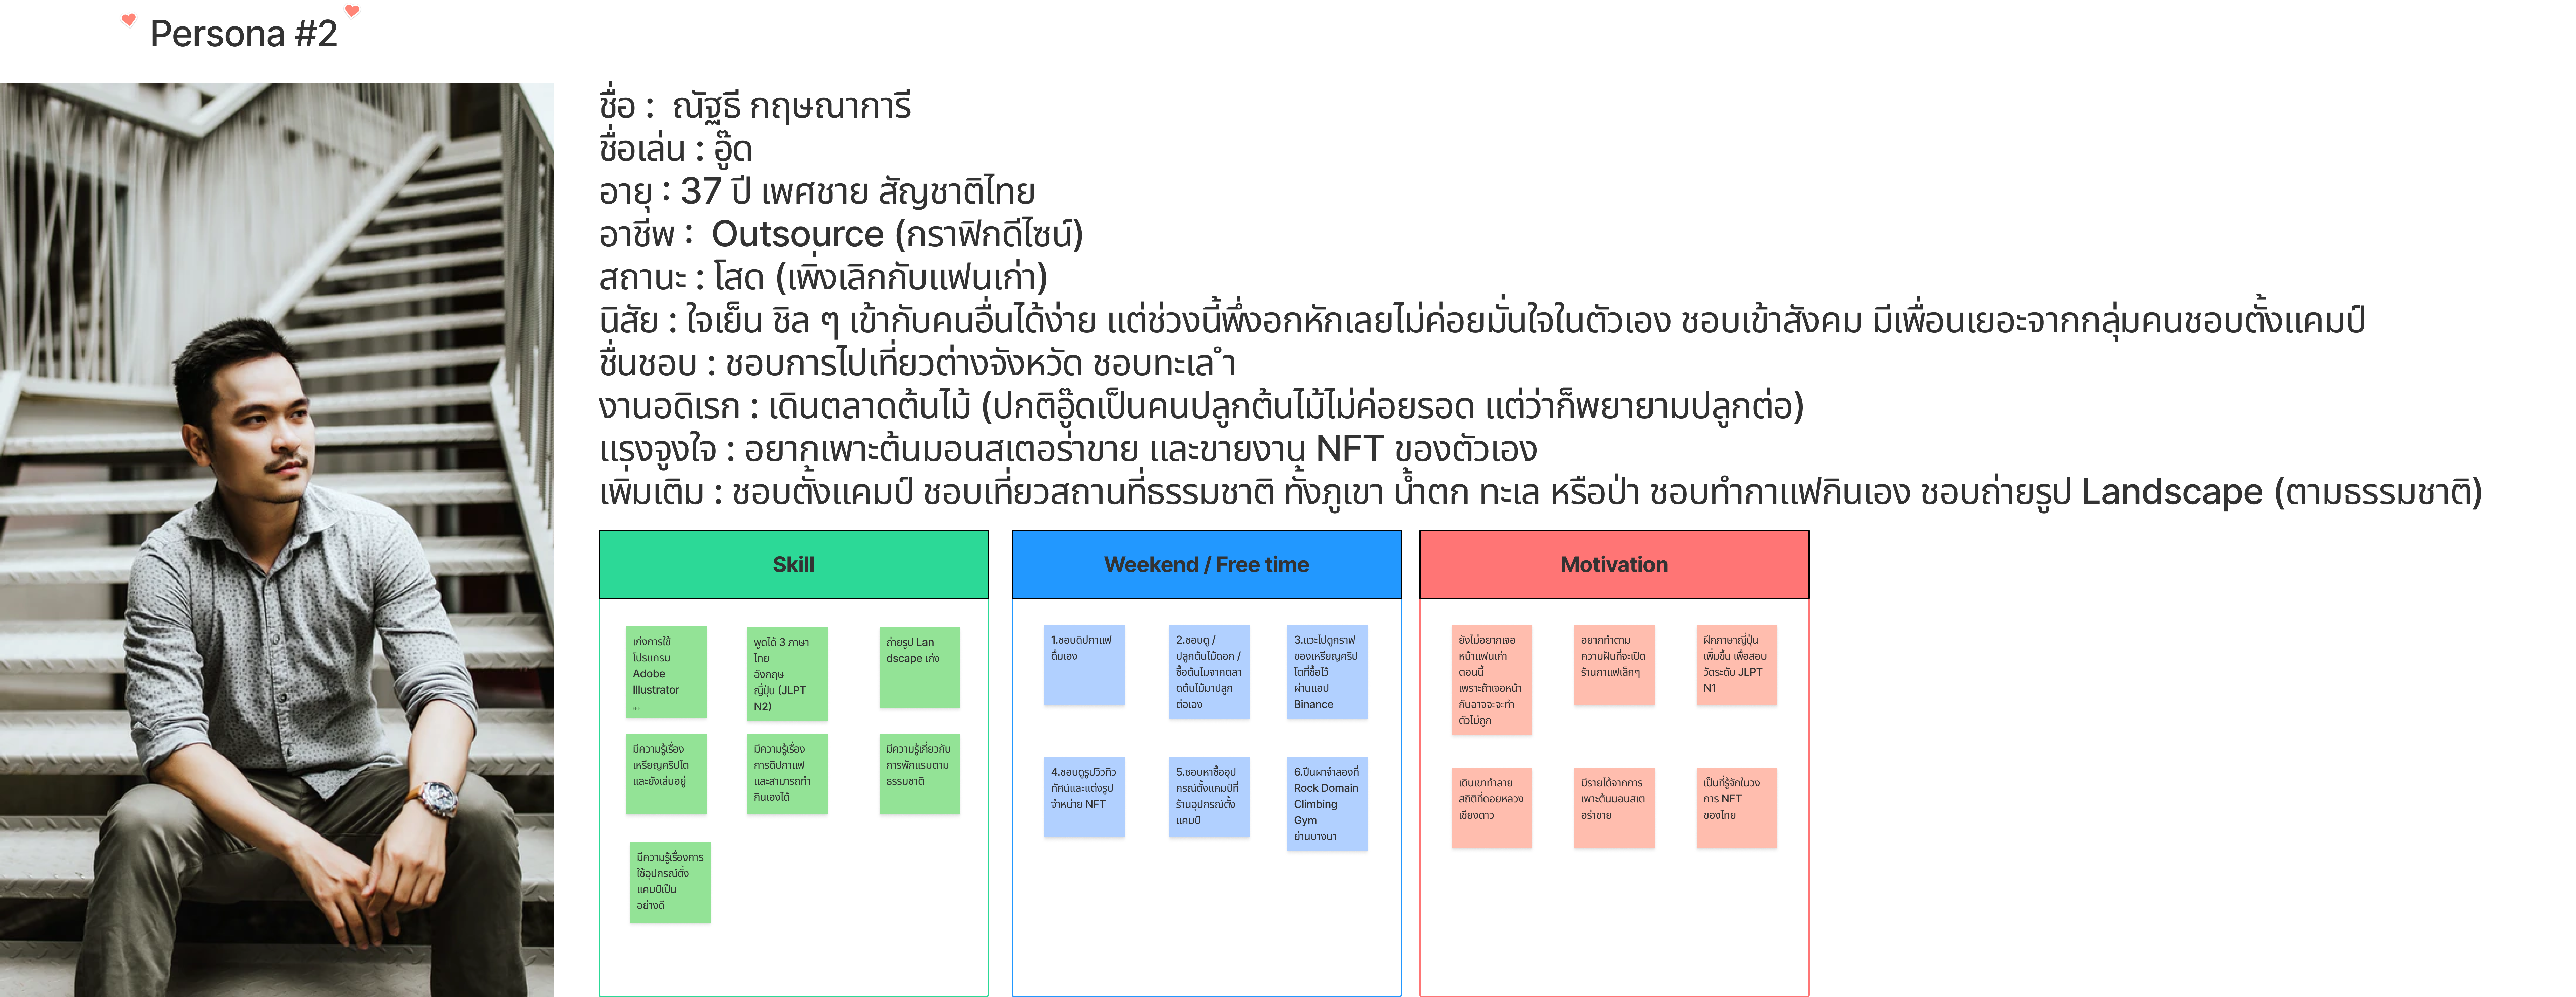 Persona #2
ชื่อ : ณัฐธี กฤษณาการี
ชื่อเล่น : อู๊ด
อายุ : 37 ปี เพศชาย สัญชาติไทย
อาชีพ : Outsource (กราฟิกดีไซน์)
สถานะ : โสด (เพิ่งเลิกกับแฟนเก่า)
นิสัย : ใจเย็น ชิล ๆ เข้ากับคนอื่นได้ง่าย แต่ช่วงนี้พึ่งอกหักเลยไม่ค่อยมั่นใจในตัวเอง ชอบเข้าสังคม มีเพื่อนเยอะจากกลุ่มคนชอบตั้งแคมป์
ชื่นชอบ : ชอบการไปเที่ยวต่างจังหวัด ชอบทะเล ำ
งานอดิเรก : เดินตลาดต้นไม้ (ปกติอู๊ดเป็นคนปลูกต้นไม้ไม่ค่อยรอด แต่ว่าก็พยายามปลูกต่อ)
แรงจูงใจ : อยากเพาะต้นมอนสเตอร่าขาย และขายงาน NFT ของตัวเอง
เพิ่มเติม : ชอบตั้งแคมป์ ชอบเที่ยวสถานที่ธรรมชาติ ทั้งภูเขา น้ำตก ทะเล หรือป่า ชอบทำกาแฟกินเอง ชอบถ่ายรูป Landscape (ตามธรรมชาติ)
Skill
เก่งการใช้
โปรแกรม
Adobe
Illustrator
พูดได้ 3 ภาษา
ไทย
อังกฤษ
ญี่ปุ่น (JLPT
N2)
ถ่ายรูป Lan
dscape เก่ง
มีความรู้เรื่อง
เหรียญคริปโต
และยังเล่นอยู่
มีความรู้เรื่อง
การดิปกาแฟ
และสามารถทำ
กินเองได้
มีความรู้เกี่ยวกับ
การพักแรมตาม
ธรรมชาติ
มีความรู้เรื่องการ
ใช้อุปกรณ์ตั้ง
แคมป์เป็น
อย่างดี
Weekend / Free time
1.ชอบดิปกาแฟ
ดื่มเอง
2.ชอบดู /
ปลูกต้นไม้ดอก /
ซื้อต้นไมจากตลา
ดต้นไม้มาปลูก
ต่อเอง
3.แวะไปดูกราฟ
ของเหรียญคริป
โตที่ซื้อไว้
ผ่านแอป
Binance
4.ชอบดูรูปวิวทิว
ทัศน์และแต่งรูป
จำหน่าย NFT
5.ชอบหาซื้ออุป
กรณ์ตั้งแคมป์ที่
ร้านอุปกรณ์ตั้ง
แคมป์
6.ปีนผาจำลองที่
Rock Domain
Climbing
Gym
ย่านบางนา
Motivation
ยังไม่อยากเจอ
หน้าแฟนเก่า
ตอนนี้
เพราะถ้าเจอหน้า
กันอาจจะจะทำ
ตัวไม่ถูก
อยากทำตาม
ความฝันที่จะเปิด
ร้านกาแฟเล็กๆ
ฝึกภาษาญี่ปุ่น
เพิ่มขึ้น เพื่อสอบ
วัดระดับ JLPT
N1
เดินเขาทำลาย
สถิติที่ดอยหลวง
เชียงดาว
มีรายได้จากการ
เพาะต้นมอนสเต
อร่าขาย
เป็นที่รู้จักในวง
การ NFT
ของไทย